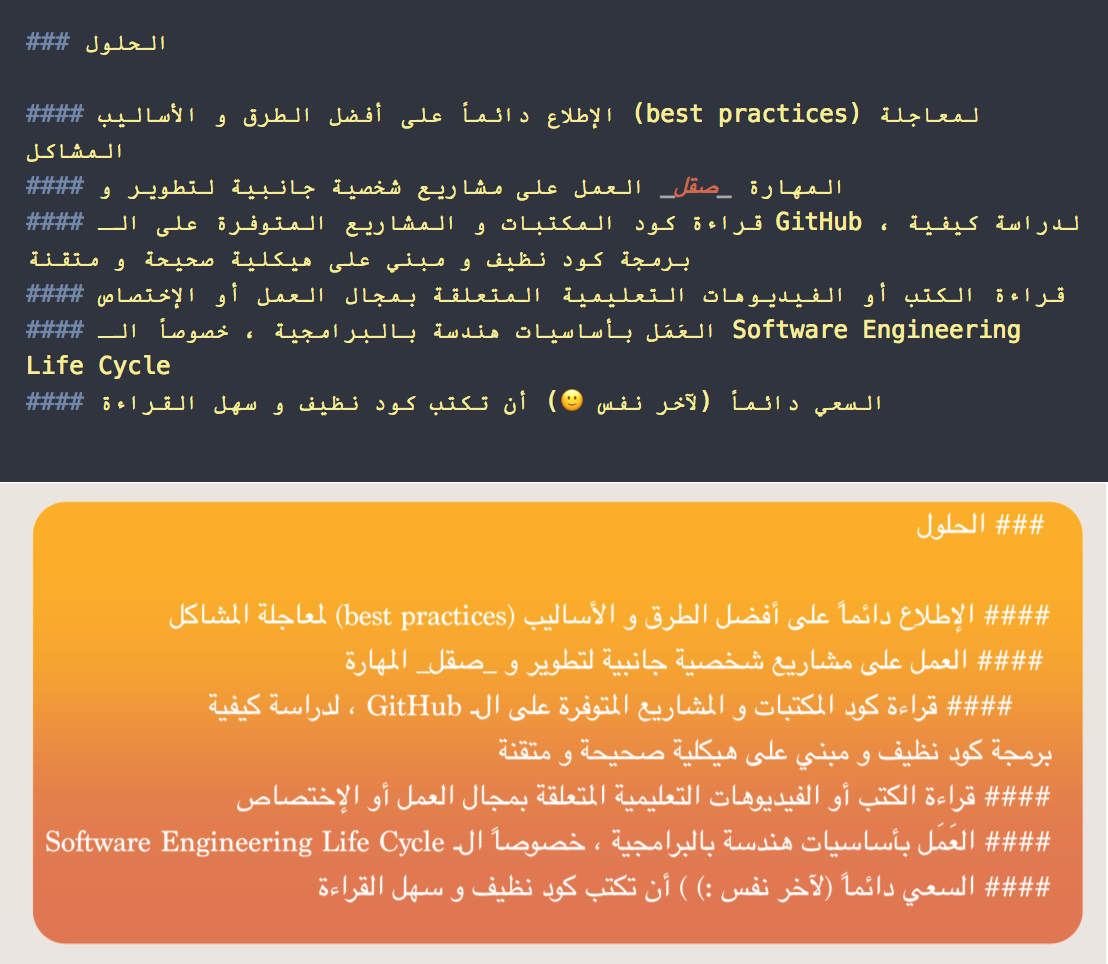 ### الحلول
#### الإطلاع دائماً على أفضل الطرق و الأساليب (best practices) لمعاجلة
المشاكل
#### العمل على مشاريع شخصية جانبية لتطوير و _صقل_ المهارة
#### قراءة كود المكتبات و المشاريع المتوفرة على الــ GitHub ، لدراسة كيفية
برمجة كود نظيف و مبني على هيكلية صحيحة و متقنة
#### قراءة الكتب أو الفيديوهات التعليمية المتعلقة بمجال العمل أو الإختصاص
#### العَمَل بأساسيات هندسة بالبرامجية ، خصوصاً الــ Software Engineering
Life Cycle
#### السعي دائماً (لآخر نفس 🙂) أن تكتب كود نظيف و سهل القراءة
### الحلول
#### الإطلاع دائماً على أفضل الطرق و الأساليب (best practices) لمعاجلة المشاكل
#### العمل على مشاريع شخصية جانبية لتطوير و _صقل_ المهارة
#### قراءة كود المكتبات و المشاريع المتوفرة على الـ GitHub ، لدراسة كيفية
برمجة كود نظيف و مبني على هيكلية صحيحة و متقنة
#### قراءة الكتب أو الفيديوهات التعليمية المتعلقة بمجال العمل أو الإختصاص
#### العَمَل بأساسيات هندسة بالبرامجية ، خصوصاً الـ Software Engineering Life Cycle
#### السعي دائماً (لآخر نفس :) ) أن تكتب كود نظيف و سهل القراءة